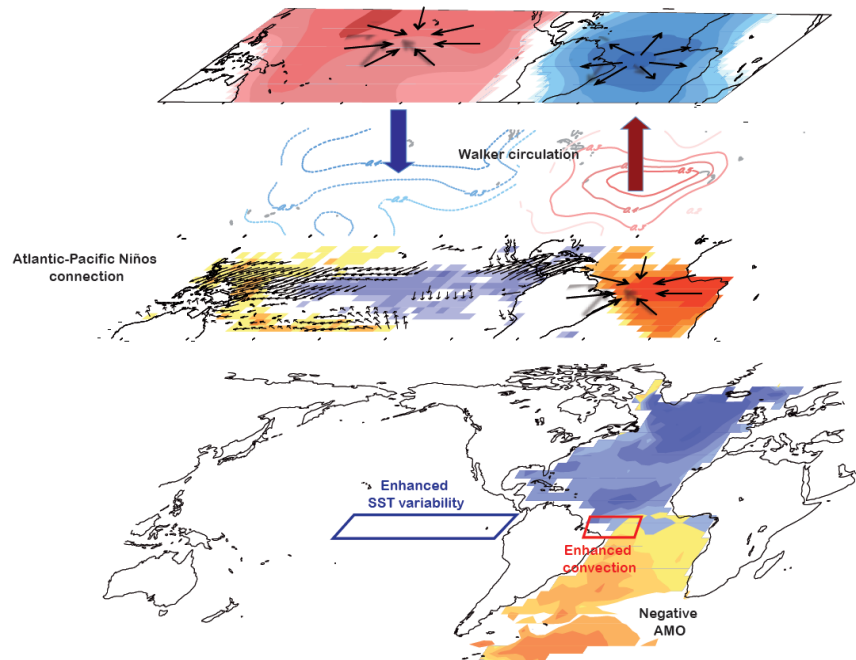 Walker circulation
Atlantic-Pacific Niños
connection
Enhanced
SST variability
Enhanced
convection
Negative
AMO